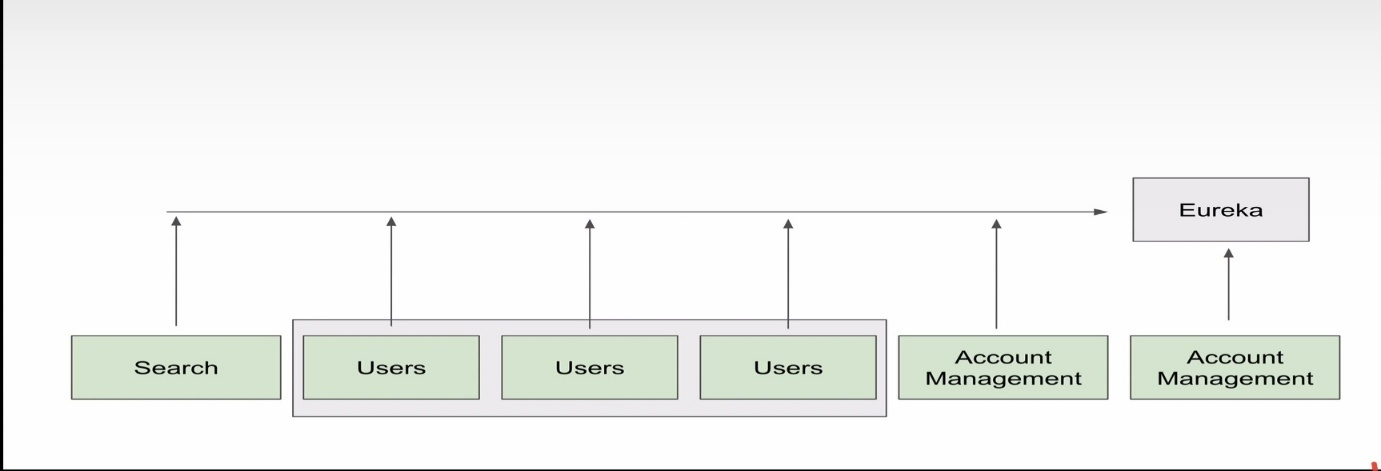 Eureka
Search
Users
Users
Users
Account
Management
Account
Management